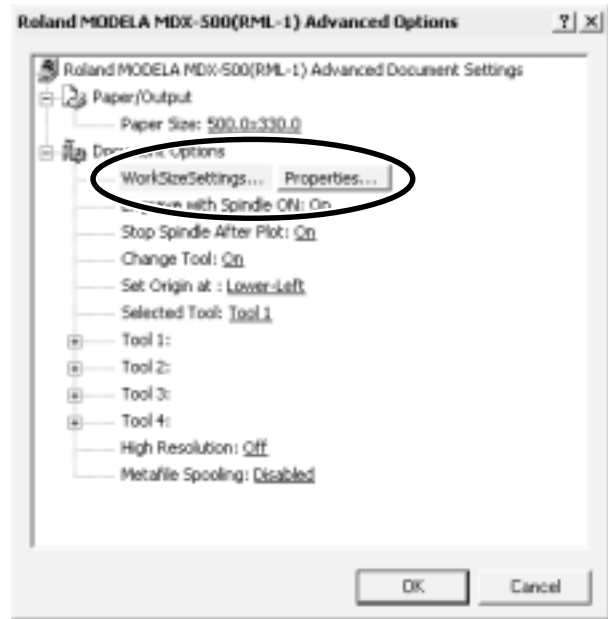 Roland MODELA MDX-500(RML-1) Advanced Options ? ×
Roland MODELA MDX-500(RML-1) Advanced Document Settings
Paper/Output
Paper Size: 500.0x330.0
Document Options
WorkSizeSettings... Properties...
Engrave with Spindle ON: On
Stop Spindle After Plot: On
Change Tool: On
Set Origin at : Lower-Left
Selected Tool: Tool 1
Tool 1:
Tool 2:
Tool 3:
Tool 4:
High Resolution: Off
Metafile Spooling: Disabled
OK Cancel